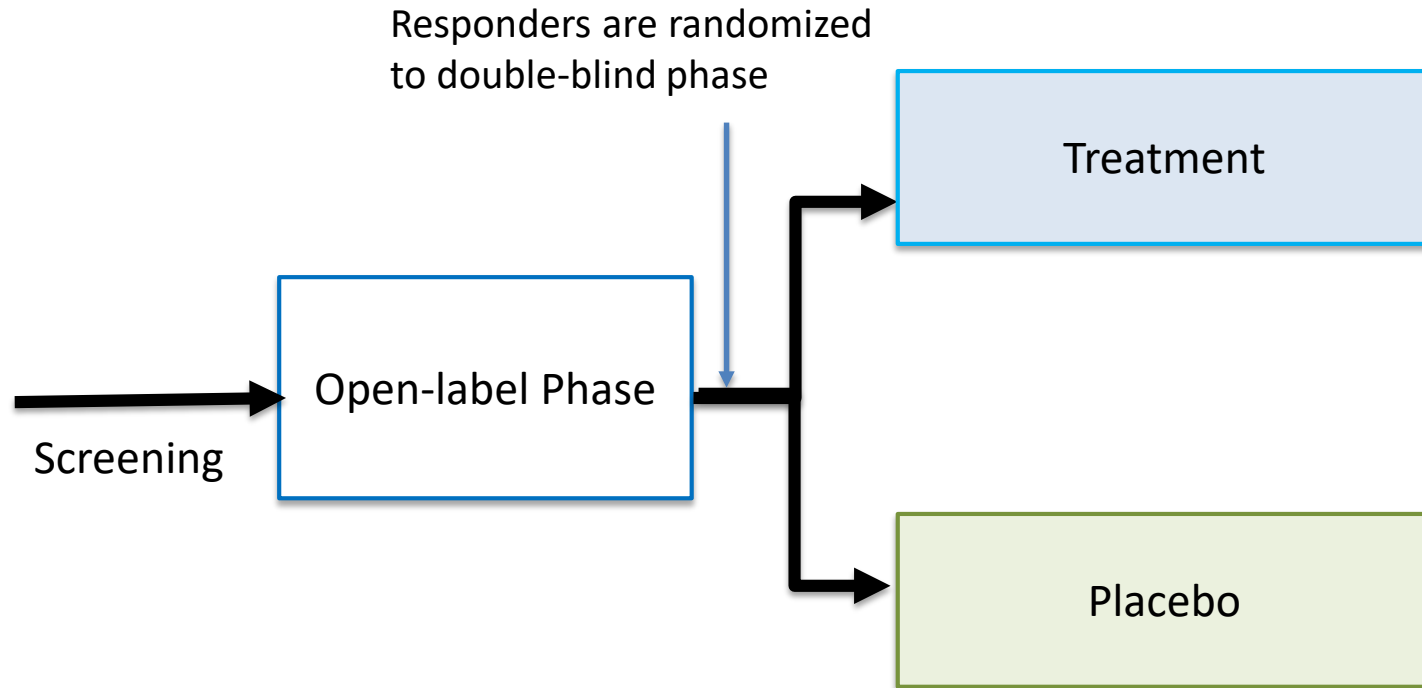 Responders are randomized
to double-blind phase
Treatment
Open-label Phase
Screening
Placebo